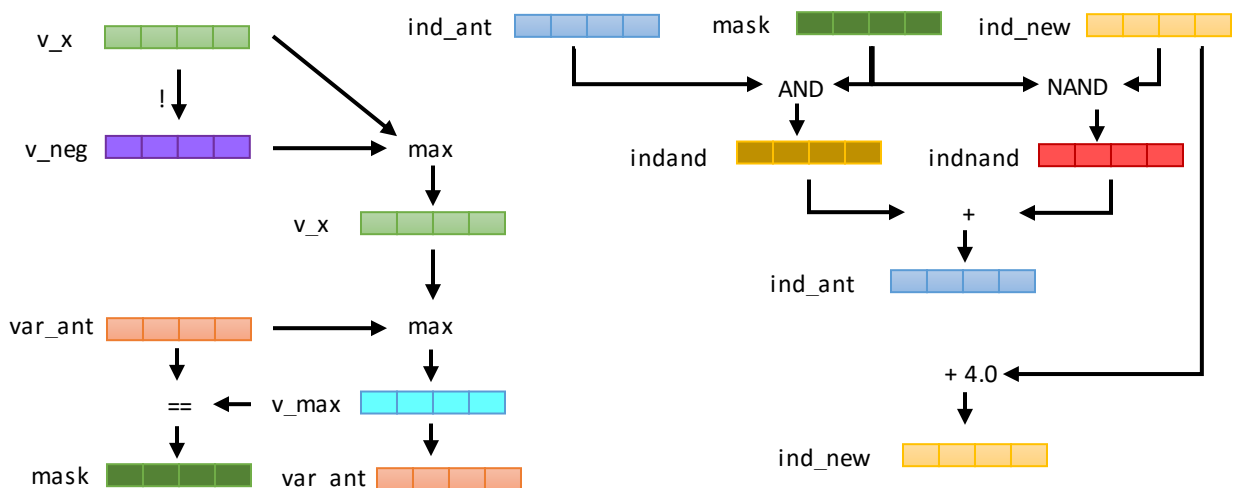 v_x
!
v_neg
max
v_x
var_ant
max
==
v_max
mask
var_ant
ind_ant
mask
ind_new
AND
NAND
indand
indnand
+
ind_ant
+ 4.0
ind_new